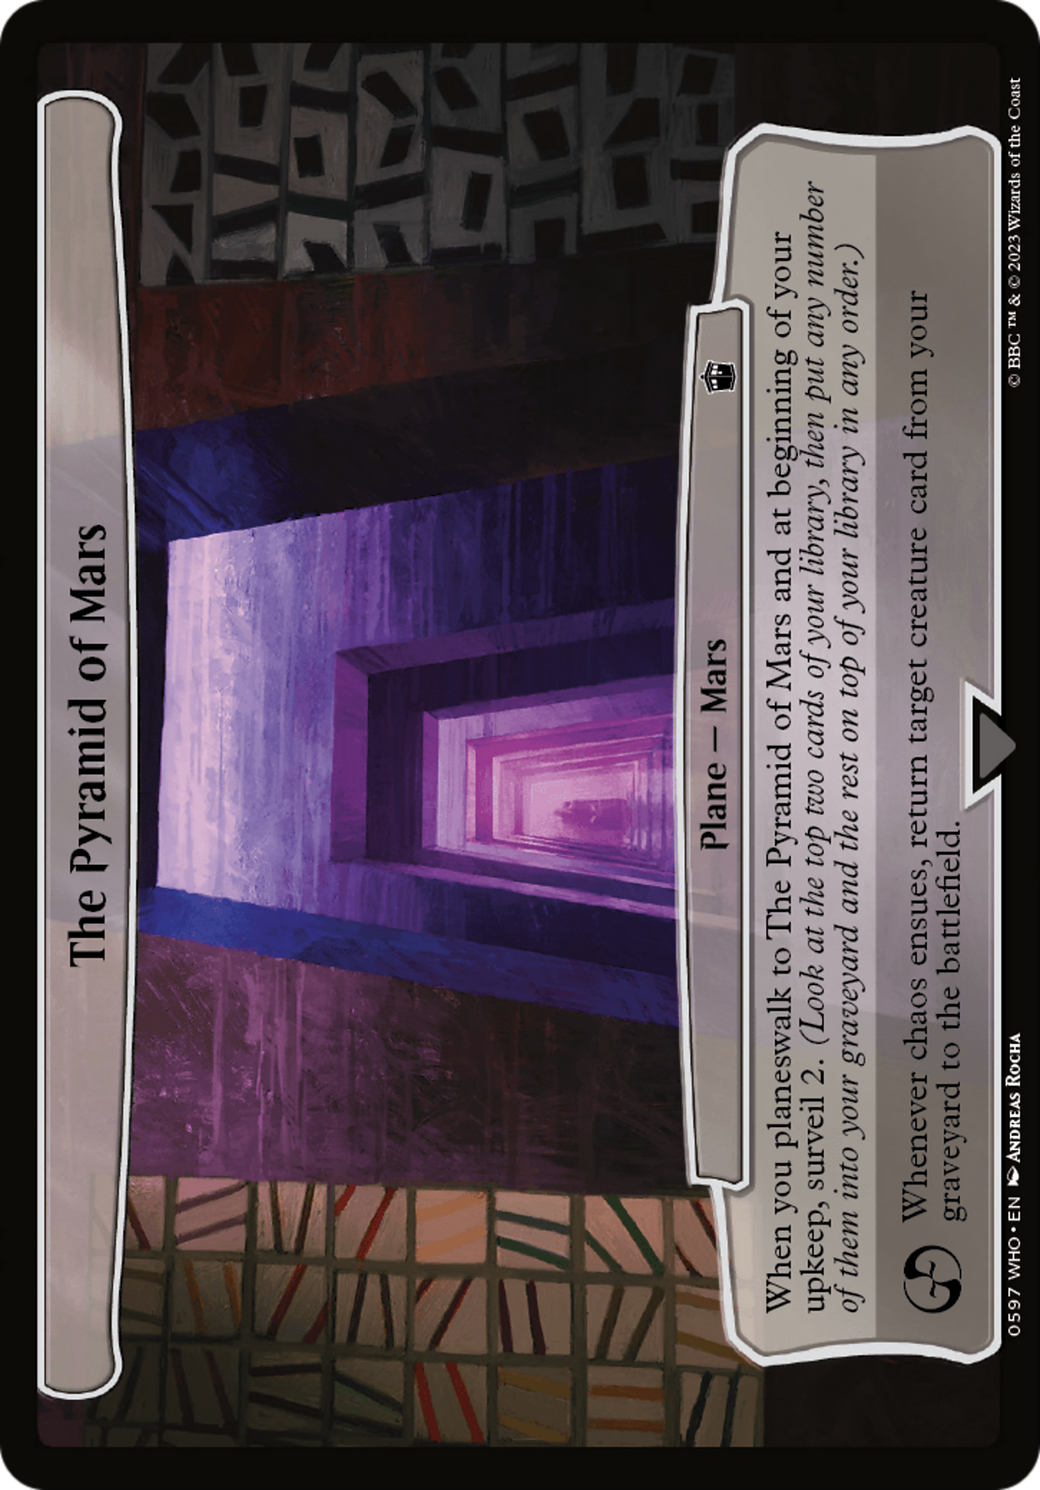 The Pyramid of Mars
Plane — Mars
When you planeswalk to The Pyramid of Mars and at beginning of your
upkeep, surveil 2. (Look at the top two cards of your library, then put any number
of them into your graveyard and the rest on top of your library in any order.)
Whenever chaos ensues, return target creature card from your
graveyard to the battlefield.
0597 WHO • EN Andreas Rocha
© BBC ™ & © 2023 Wizards of the Coast